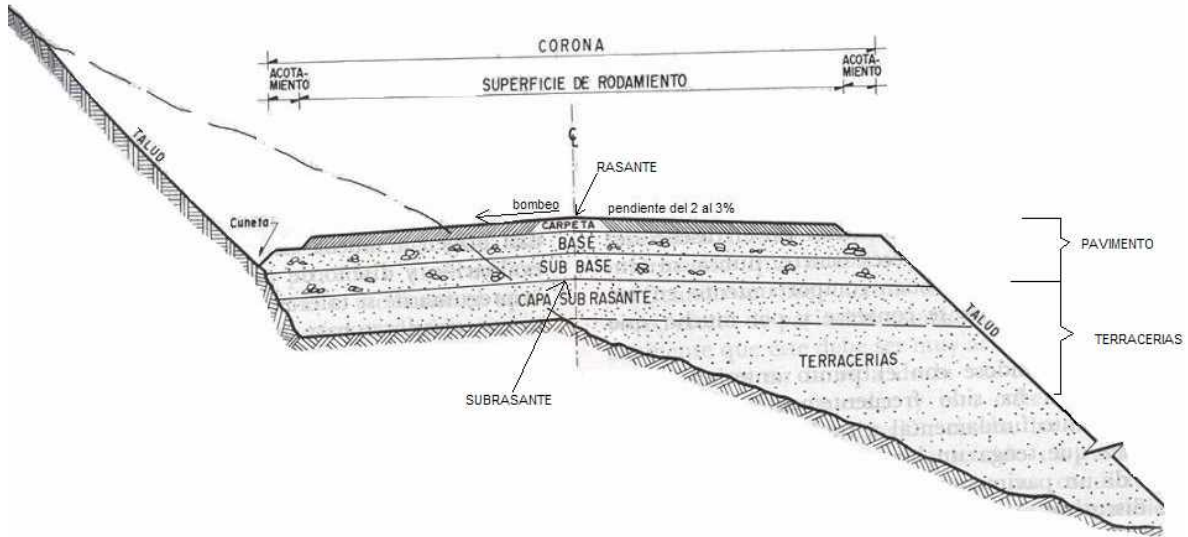 CORONA
ACOTA-
MIENTO
SUPERFICIE DE RODAMIENTO
ACOTA-
MIENTO
TALUD
℄
RASANTE
bombeo
pendiente del 2 al 3%
Cuneta
CARPETA
BASE
SUB BASE
PAVIMENTO
CAPA SUB RASANTE
TALUD
TERRACERIAS
TERRACERIAS
SUBRASANTE